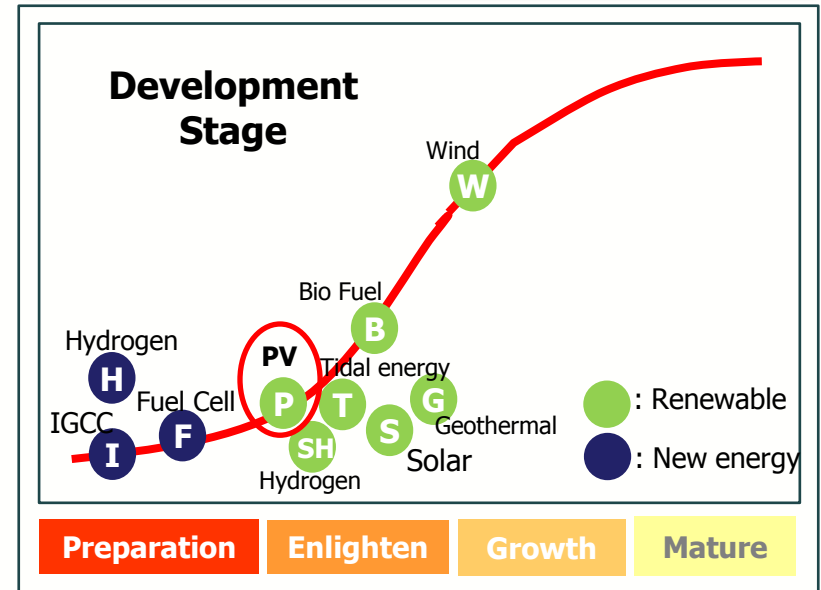 Development
Stage
Wind
W
Bio Fuel
B
Hydrogen
H
PV
P
Tidal energy
T
Fuel Cell
F
IGCC
I
G
Geothermal
S
Solar
SH
Hydrogen
: Renewable
: New energy
Preparation
Enlighten
Growth
Mature